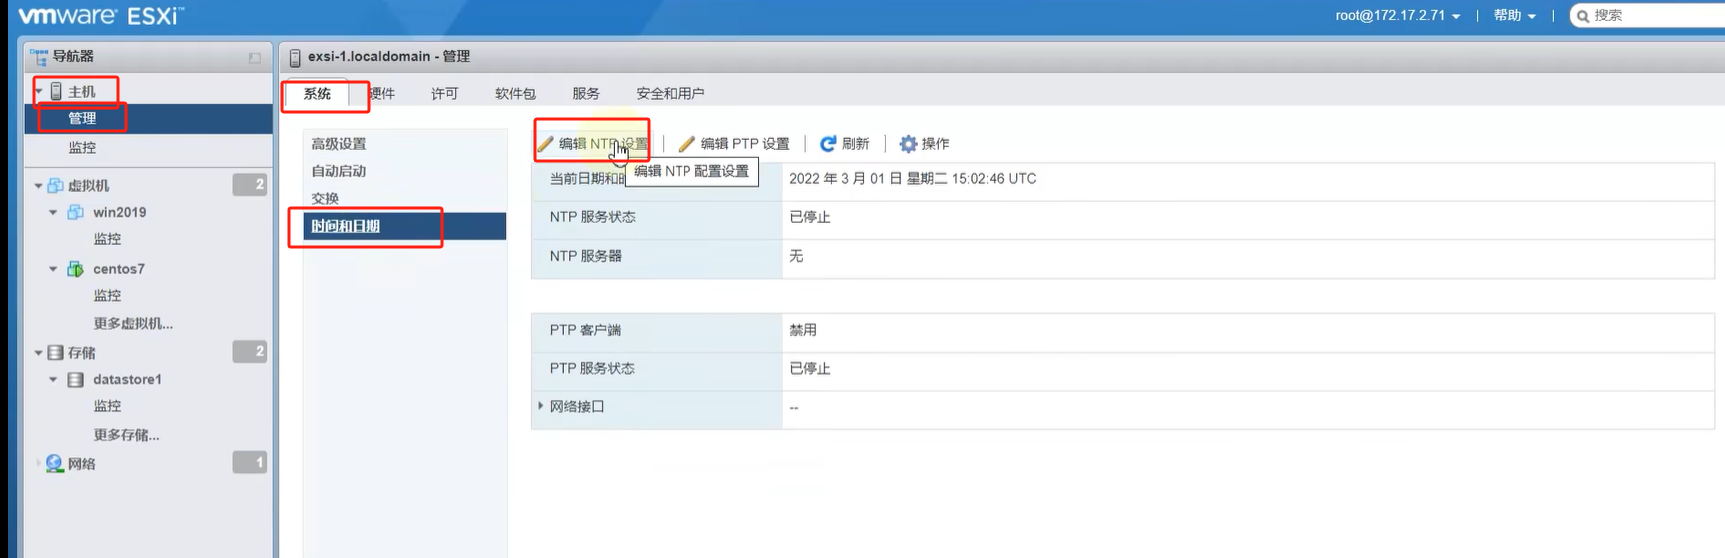 vmware ESXi™
root@172.17.2.71
帮助
搜索
导航器
主机
管理
监控
虚拟机
2
win2019
监控
centos7
监控
更多虚拟机...
存储
2
datastore1
监控
更多存储...
网络
1
exsi-1.localdomain - 管理
系统
硬件
许可
软件包
服务
安全和用户
高级设置
自动启动
交换
时间和日期
编辑 NTP 设置
编辑 PTP 设置
刷新
操作
编辑 NTP 配置设置
当前日期和时
2022 年 3 月 01 日 星期二 15:02:46 UTC
NTP 服务状态
已停止
NTP 服务器
无
PTP 客户端
禁用
PTP 服务状态
已停止
网络接口
--